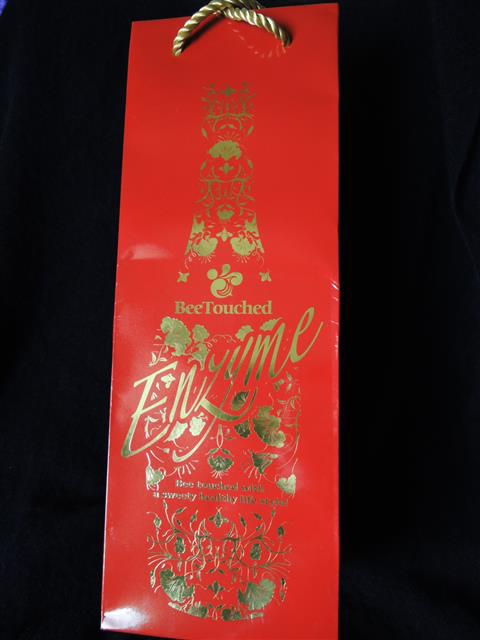 BeeTouched
Enzyme
Bee touched with
a sweety healthy life style!